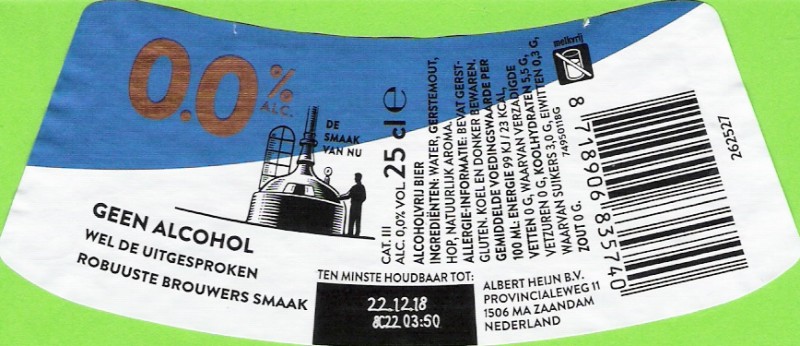 0.0%
ALC.
DE
SMAAK
VAN NU
GEEN ALCOHOL
WEL DE UITGESPROKEN
ROBUUSTE BROUWERS SMAAK
CAT. III
ALC. 0,0% VOL. 25 cl e
ALCOHOLVRIJ BIER
INGREDIËNTEN: WATER, GERSTEMOUT,
HOP, NATUURLIJK AROMA.
ALLERGIE-INFORMATIE: BEVAT GERST-
GLUTEN. KOEL EN DONKER BEWAREN.
GEMIDDELDE VOEDINGSWAARDE PER
100 ML: ENERGIE 99 KJ / 23 KCAL,
VETTEN 0 G, WAARVAN VERZADIGDE
VETZUREN 0 G, KOOLHYDRATEN 5,5 G,
WAARVAN SUIKERS 3,0 G, EIWITTEN 0,3 G,
ZOUT 0 G.
74950118G
melkvrij
8 718906 835740
262527
TEN MINSTE HOUDBAAR TOT:
22.12.18
8C22 03:50
ALBERT HEIJN B.V.
PROVINCIALEWEG 11
1506 MA ZAANDAM
NEDERLAND